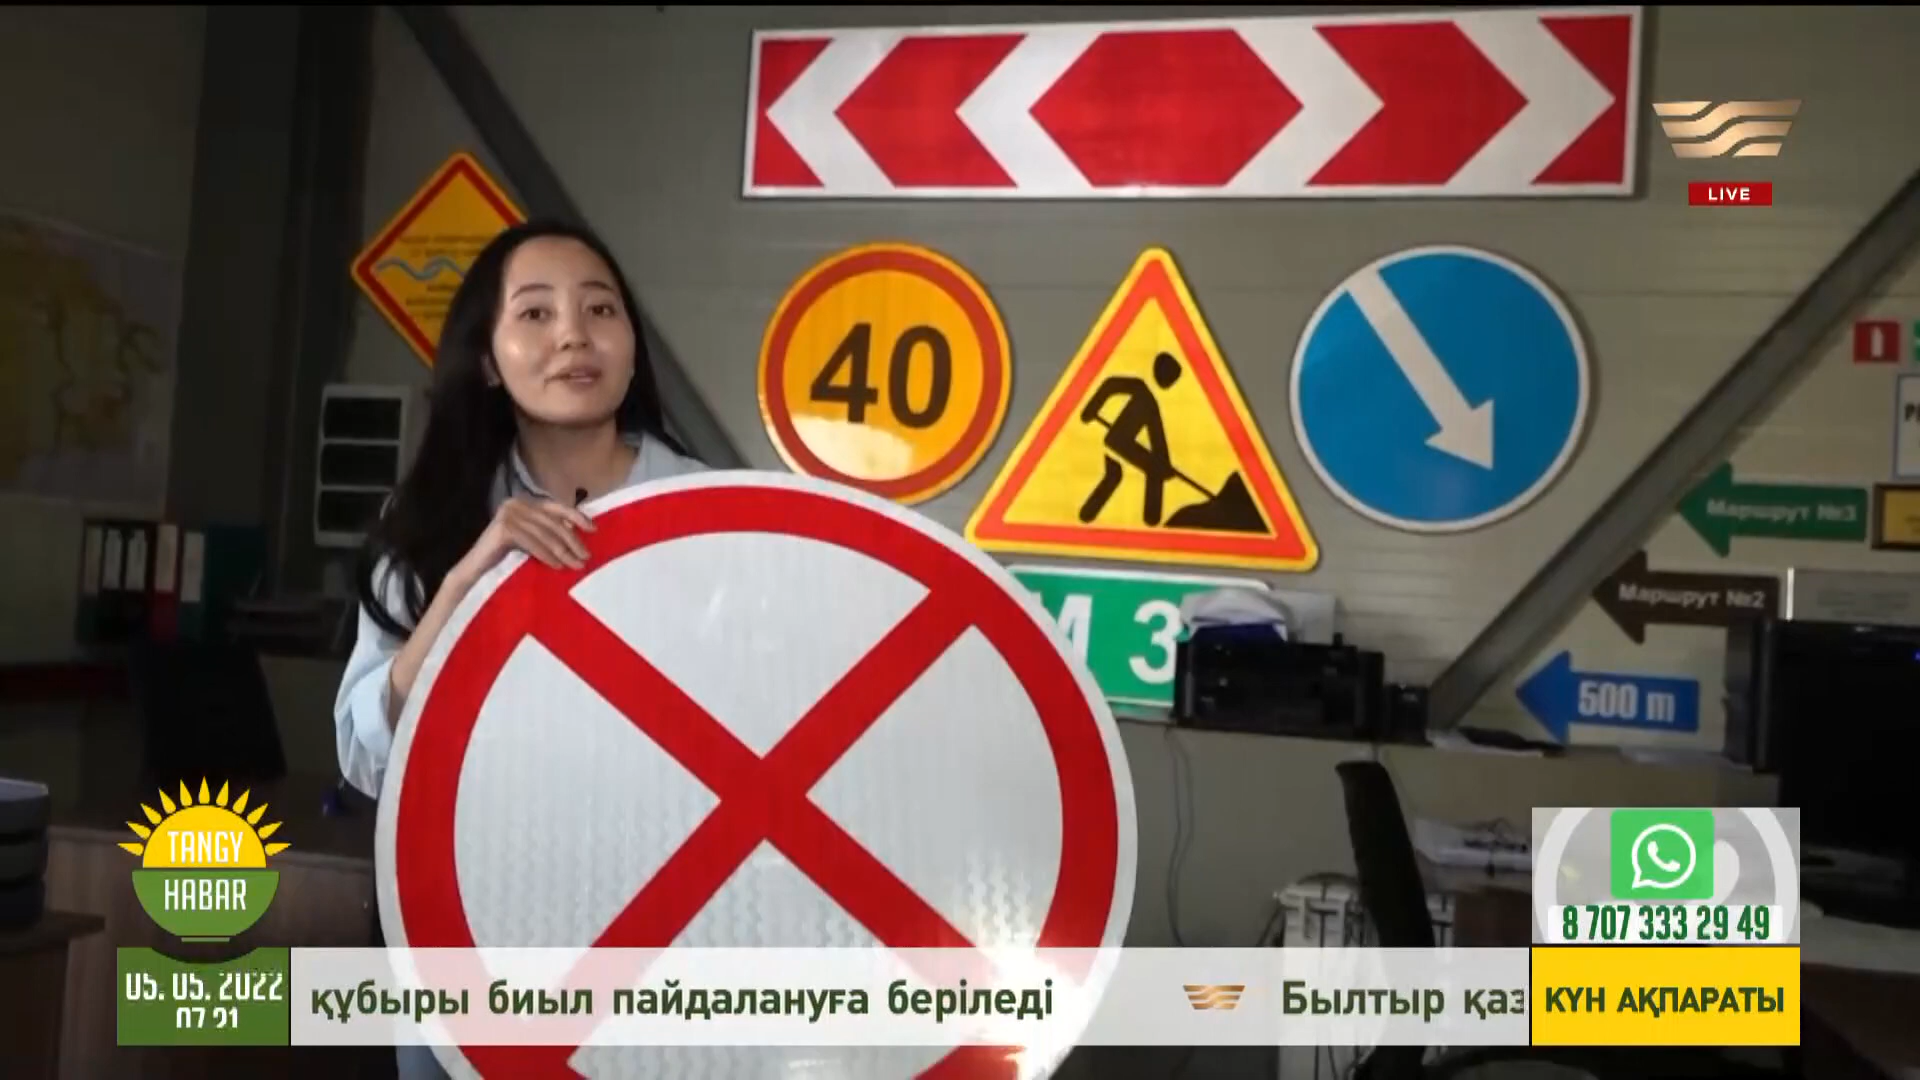 LIVE
40
М 3
Маршрут №3
Маршрут №2
500 m
TANGY
HABAR
8 707 333 29 49
05. 05. 2022
07 21
құбыры биыл пайдалануға беріледі
Былтыр қаз
КҮН АҚПАРАТЫ